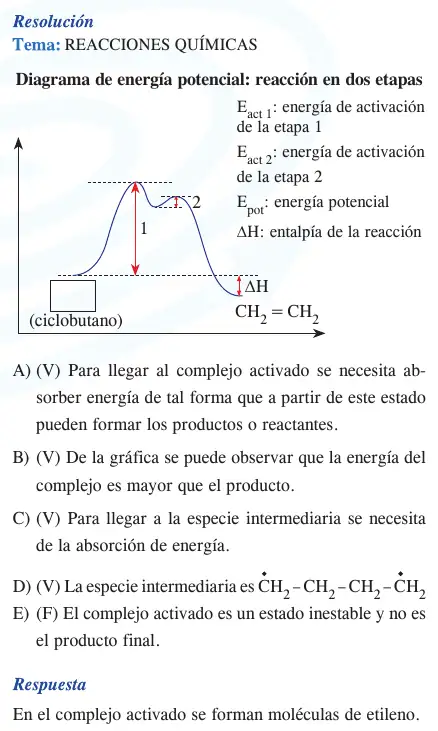 Resolución
Tema: REACCIONES QUÍMICAS
Diagrama de energía potencial: reacción en dos etapas
E_act 1: energía de activación
de la etapa 1
E_act 2: energía de activación
de la etapa 2
E_pot: energía potencial
ΔH: entalpía de la reacción
2
1
ΔH
(ciclobutano)
CH₂ = CH₂
A) (V) Para llegar al complejo activado se necesita ab-
sorber energía de tal forma que a partir de este estado
pueden formar los productos o reactantes.
B) (V) De la gráfica se puede observar que la energía del
complejo es mayor que el producto.
C) (V) Para llegar a la especie intermediaria se necesita
de la absorción de energía.
D) (V) La especie intermediaria es ĊH₂ – CH₂ – CH₂ – ĊH₂
E) (F) El complejo activado es un estado inestable y no es
el producto final.
Respuesta
En el complejo activado se forman moléculas de etileno.